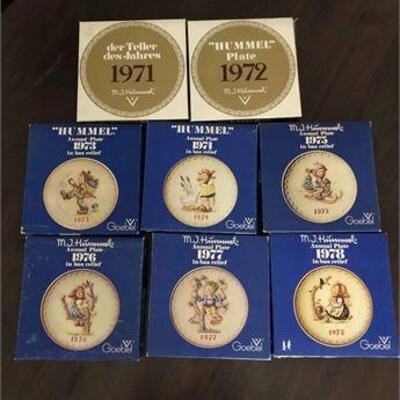 der Teller
des Jahres
1971
M.J. Hummel
"HUMMEL"
Plate
1972
M.J. Hummel
"HUMMEL"
Annual Plate
1973
in bas relief
1973
Goebel
"HUMMEL"
Annual Plate
1974
in bas relief
1974
Goebel
M.J. Hummel
Annual Plate
1975
in bas relief
1975
Goebel
M.J. Hummel
Annual Plate
1976
in bas relief
1976
Goebel
M.J. Hummel
Annual Plate
1977
in bas relief
1977
Goebel
M.J. Hummel
Annual Plate
1978
in bas relief
1978
Goebel